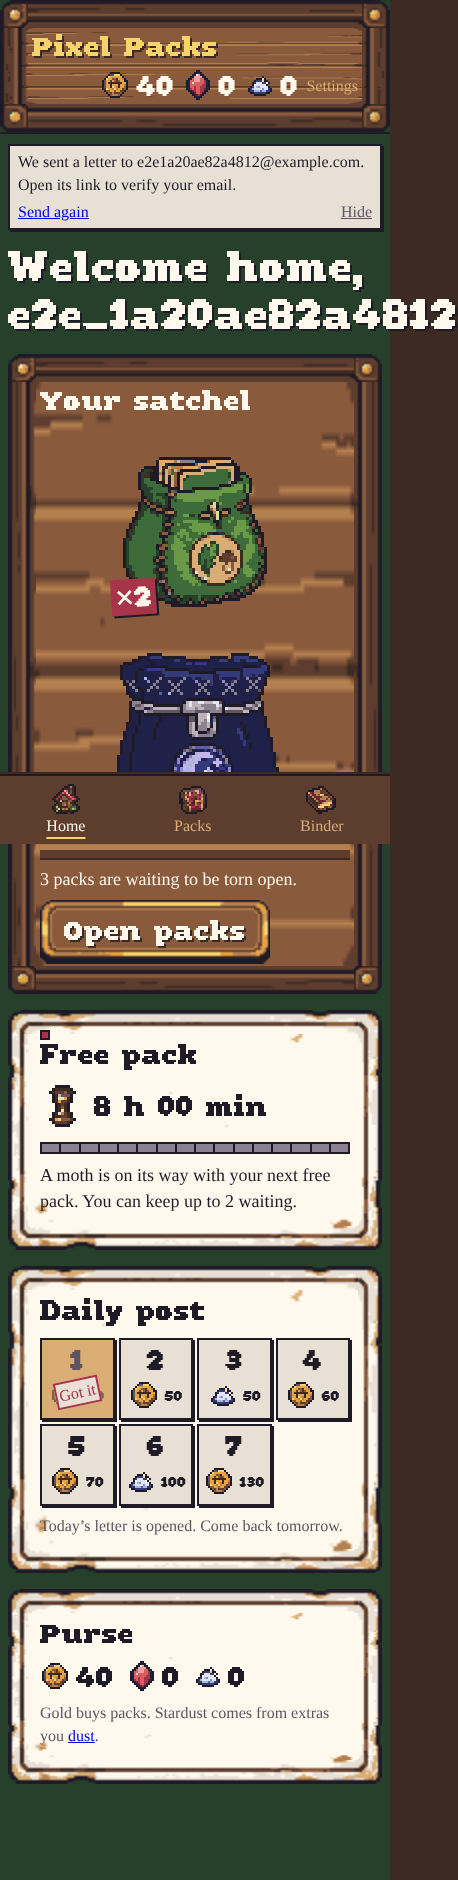 Pixel Packs
40 0 0 Settings
We sent a letter to e2e1a20ae82a4812@example.com.
Open its link to verify your email.
Send again Hide
Welcome home,
e2e_1a20ae82a4812
Your satchel
×2
Home Packs Binder
3 packs are waiting to be torn open.
Open packs
Free pack
8 h 00 min
A moth is on its way with your next free
pack. You can keep up to 2 waiting.
Daily post
1 2 3 4
Got it 50 50 60
5 6 7
70 100 130
Today's letter is opened. Come back tomorrow.
Purse
40 0 0
Gold buys packs. Stardust comes from extras
you dust.